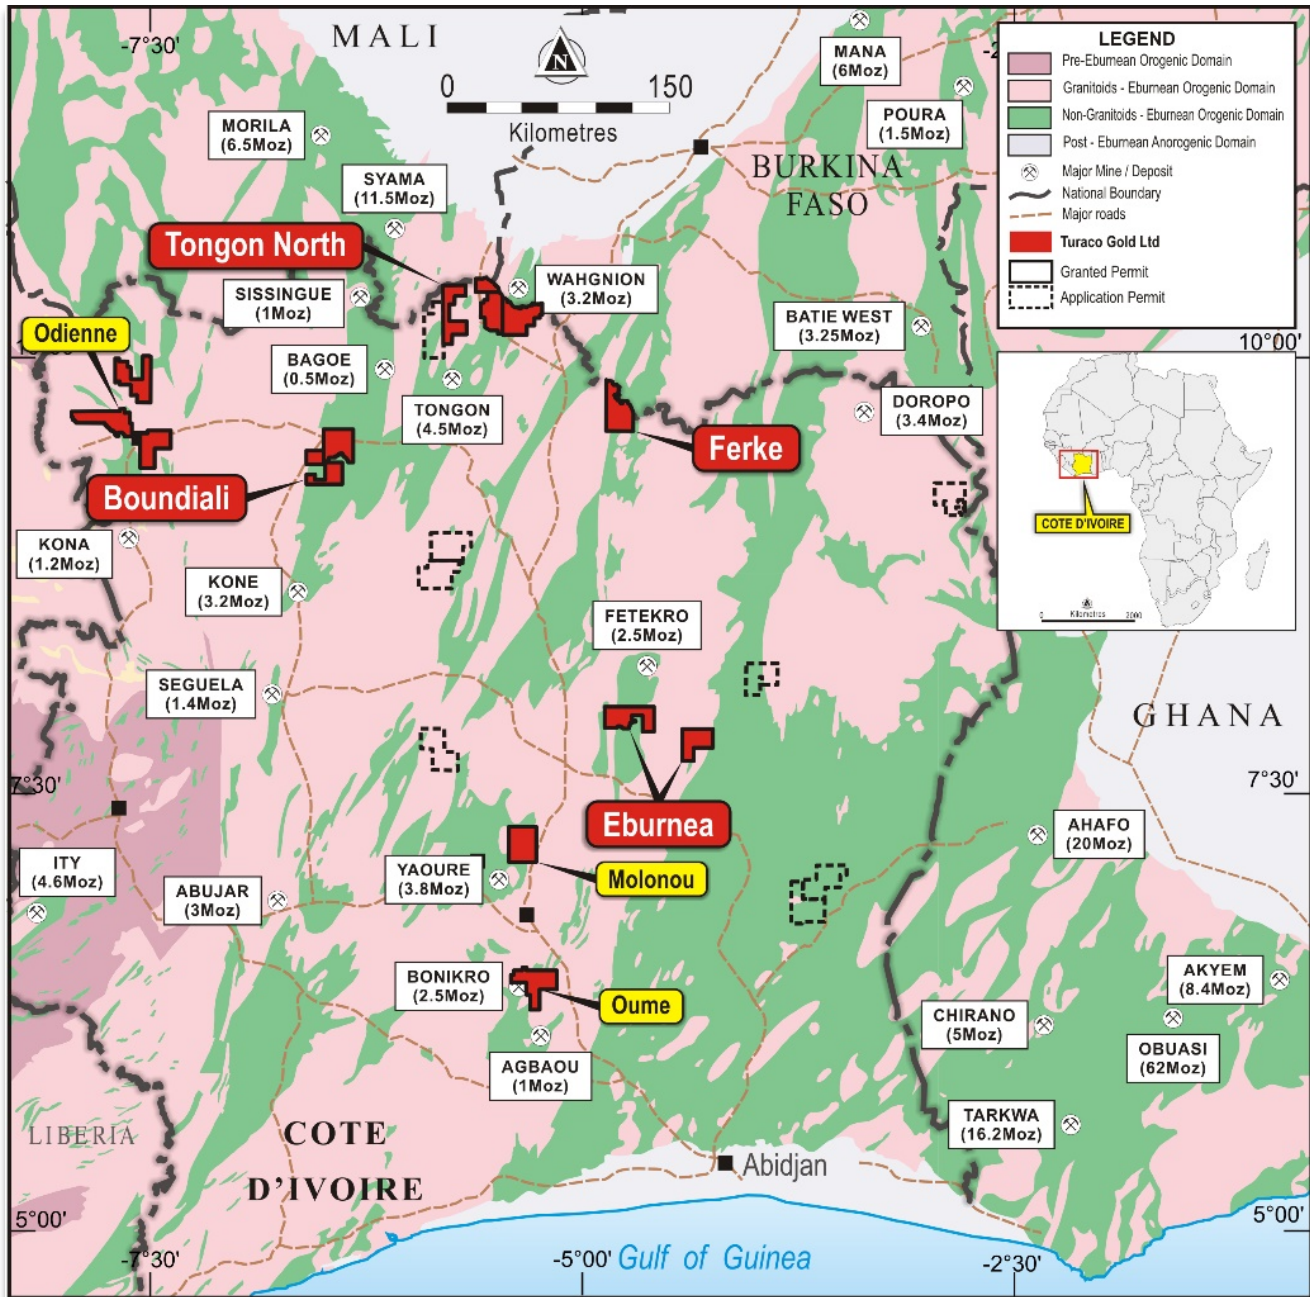 MALI
-7°30'
N
0
150
Kilometres
MANA
(6Moz)
POURA
(1.5Moz)
LEGEND
Pre-Eburnean Orogenic Domain
Granitoids - Eburnean Orogenic Domain
Non-Granitoids - Eburnean Orogenic Domain
Post - Eburnean Anorogenic Domain
Major Mine / Deposit
National Boundary
Major roads
Turaco Gold Ltd
Granted Permit
Application Permit
MORILA
(6.5Moz)
SYAMA
(11.5Moz)
BURKINA
FASO
Tongon North
SISSINGUE
(1Moz)
WAHGNION
(3.2Moz)
BATIE WEST
(3.25Moz)
10°00'
Odienne
BAGOE
(0.5Moz)
TONGON
(4.5Moz)
DOROPO
(3.4Moz)
Ferke
Boundiali
COTE D'IVOIRE
0
Kilometres
2000
KONA
(1.2Moz)
KONE
(3.2Moz)
FETEKRO
(2.5Moz)
SEGUELA
(1.4Moz)
GHANA
7°30'
7°30'
Eburnea
AHAFO
(20Moz)
ITY
(4.6Moz)
ABUJAR
(3Moz)
YAOURE
(3.8Moz)
Molonou
BONIKRO
(2.5Moz)
Oume
AKYEM
(8.4Moz)
CHIRANO
(5Moz)
OBUASI
(62Moz)
AGBAOU
(1Moz)
TARKWA
(16.2Moz)
LIBERIA
COTE
D'IVOIRE
Abidjan
5°00'
5°00'
-7°30'
-5°00'
Gulf of Guinea
-2°30'